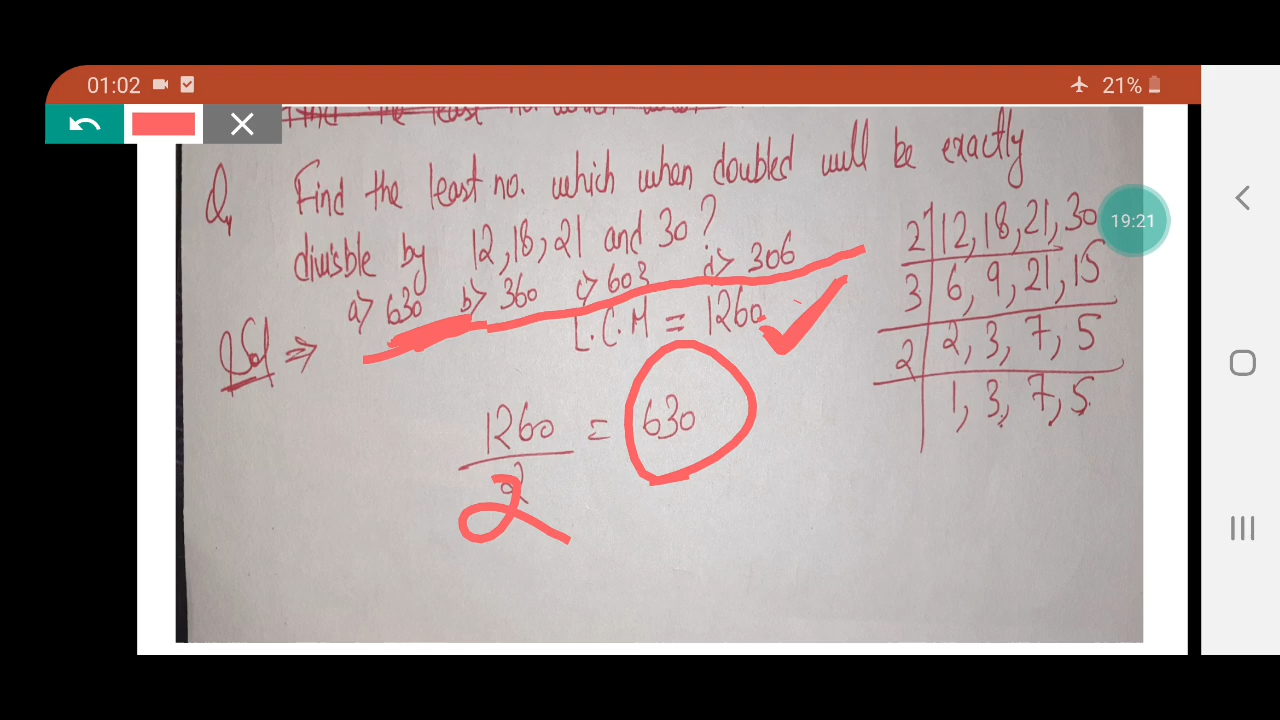 01:02
21%
19:21
Q, Find the least no. which when doubled will be exactly
divisble by 12, 18, 21 and 30?
a> 630 b> 360 c> 603 d> 306
Sol ⇒ L.C.M = 1260
1260 = 630
2
2
2 12, 18, 21, 30
3 6, 9, 21, 15
2 2, 3, 7, 5
1, 3, 7, 5